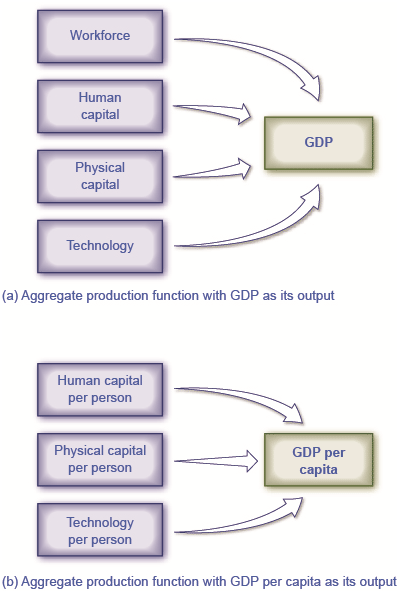 Workforce
Human
capital
Physical
capital
Technology
GDP
(a) Aggregate production function with GDP as its output
Human capital
per person
Physical capital
per person
Technology
per person
GDP per
capita
(b) Aggregate production function with GDP per capita as its output